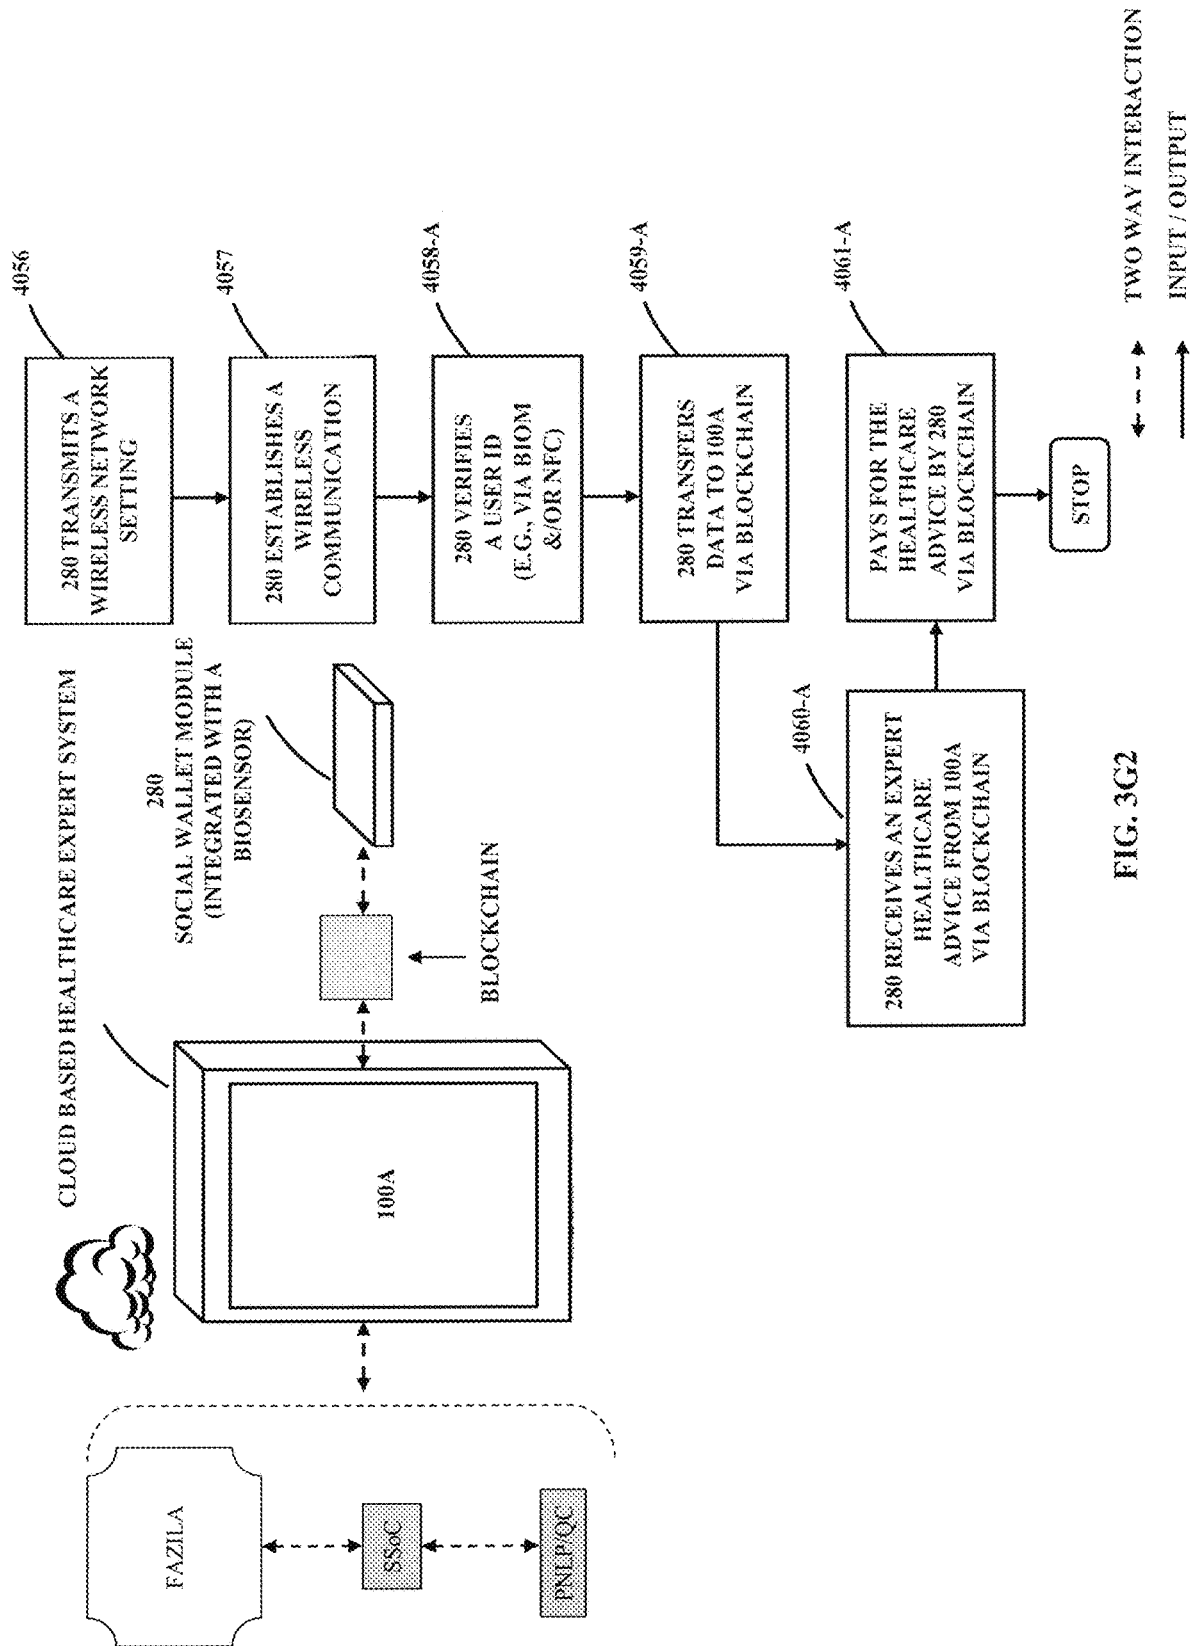 CLOUD BASED HEALTHCARE EXPERT SYSTEM
FAZILA
SSoC
PNLP/QC
100A
BLOCKCHAIN
280
SOCIAL WALLET MODULE
(INTEGRATED WITH A
BIOSENSOR)
280 TRANSMITS A
WIRELESS NETWORK
SETTING
4056
280 ESTABLISHES A
WIRELESS
COMMUNICATION
4057
280 VERIFIES
A USER ID
(E.G., VIA BIOM
&/OR NFC)
4058-A
280 TRANSFERS
DATA TO 100A
VIA BLOCKCHAIN
4059-A
280 RECEIVES AN EXPERT
HEALTHCARE
ADVICE FROM 100A
VIA BLOCKCHAIN
4060-A
PAYS FOR THE
HEALTHCARE
ADVICE BY 280
VIA BLOCKCHAIN
4061-A
STOP
TWO WAY INTERACTION
INPUT / OUTPUT
FIG. 3G2